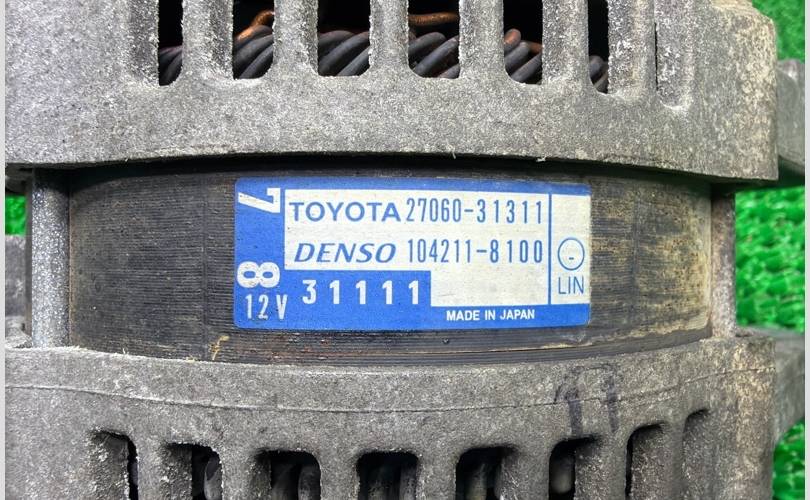 7
TOYOTA 27060-31311
DENSO 104211-8100
8
LIN
12V 31111
MADE IN JAPAN